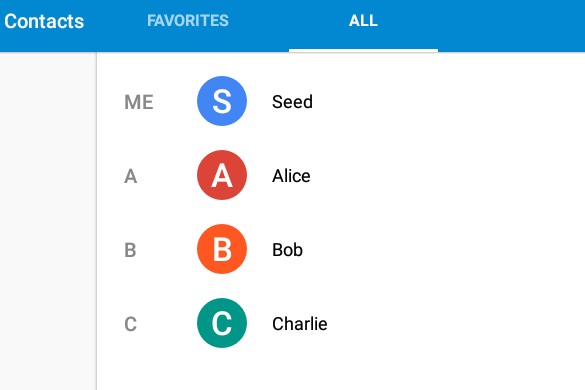 Contacts FAVORITES ALL
ME S Seed
A A Alice
B B Bob
C C Charlie